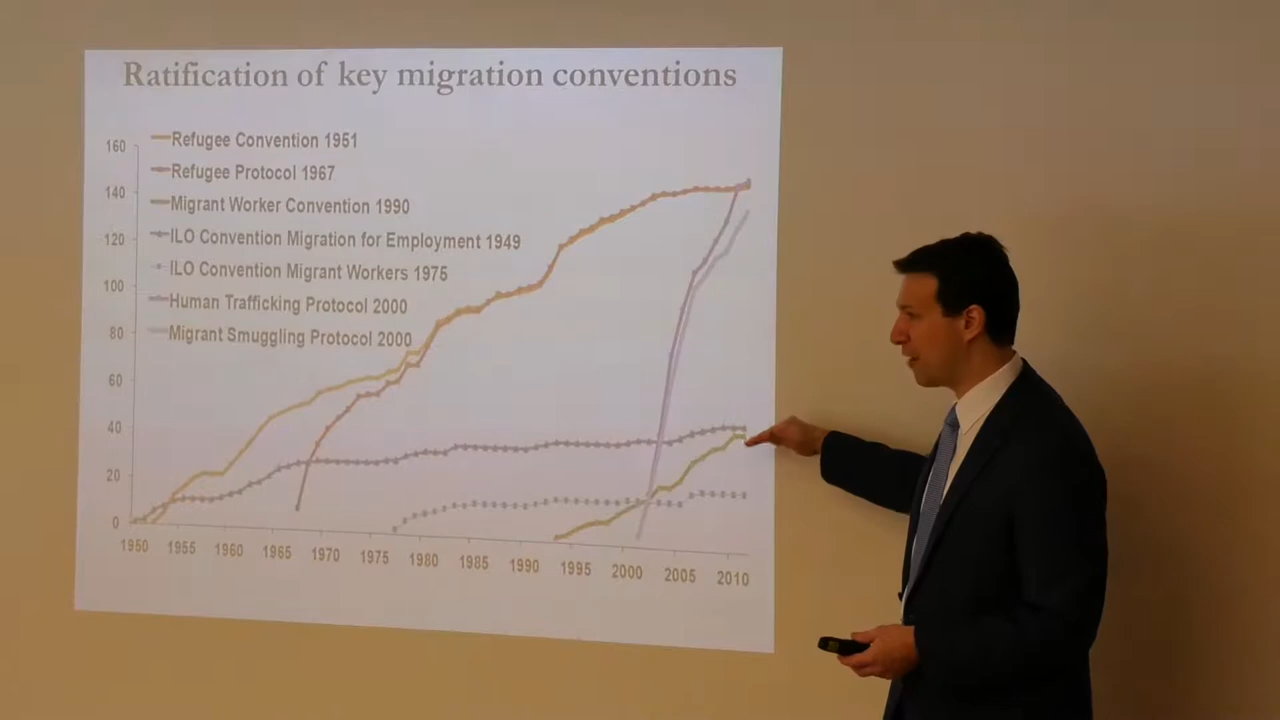 Ratification of key migration conventions
Refugee Convention 1951
Refugee Protocol 1967
Migrant Worker Convention 1990
ILO Convention Migration for Employment 1949
ILO Convention Migrant Workers 1975
Human Trafficking Protocol 2000
Migrant Smuggling Protocol 2000
160
140
120
100
80
60
40
20
0
1950 1955 1960 1965 1970 1975 1980 1985 1990 1995 2000 2005 2010